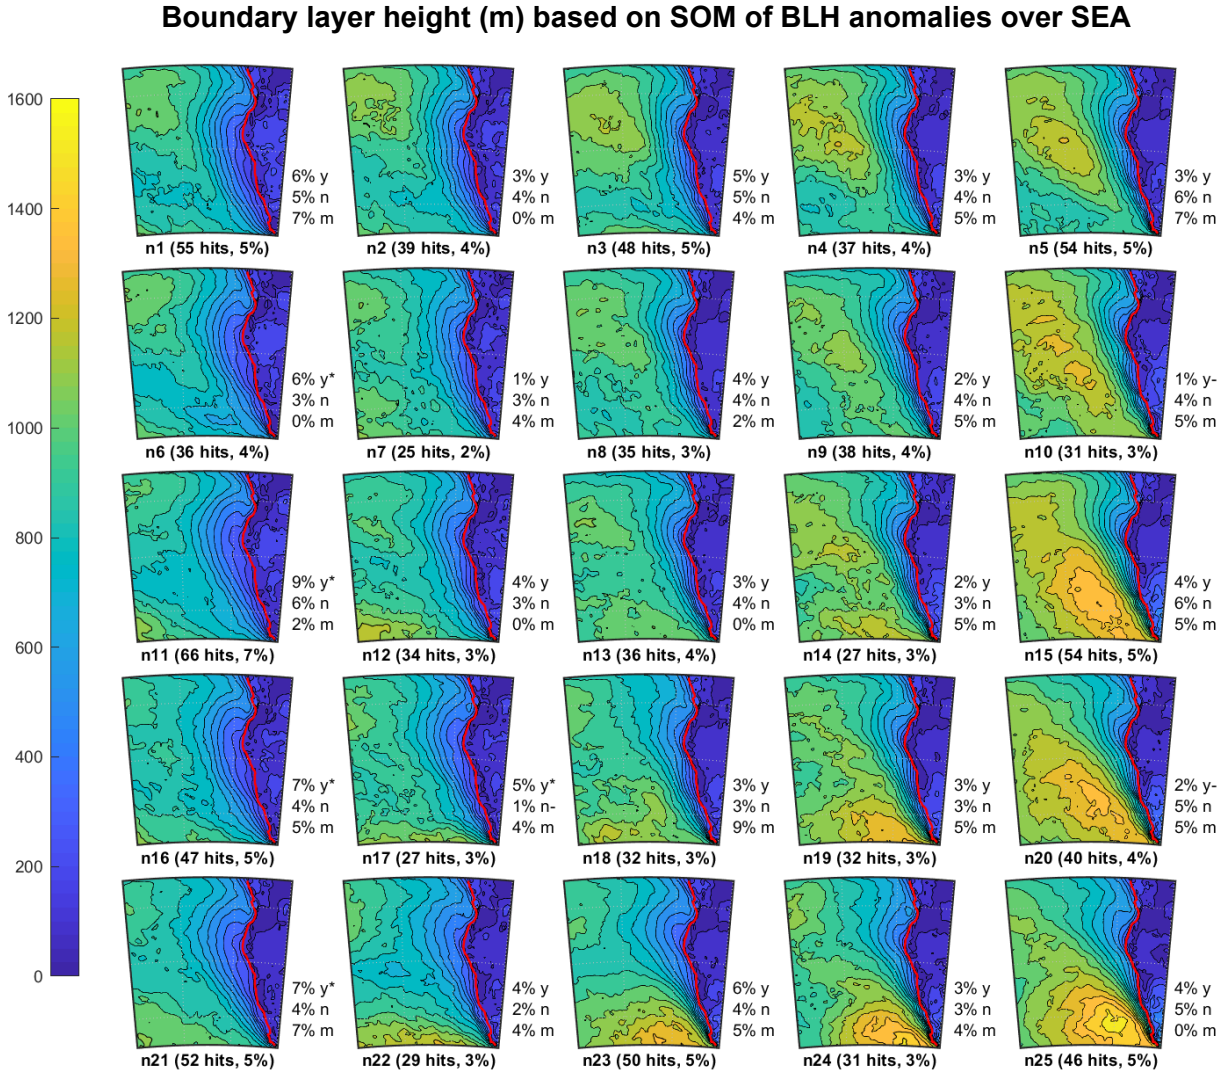 Boundary layer height (m) based on SOM of BLH anomalies over SEA
1600
1400
1200
1000
800
600
400
200
0
6% y
5% n
7% m
n1 (55 hits, 5%)
3% y
4% n
0% m
n2 (39 hits, 4%)
5% y
5% n
4% m
n3 (48 hits, 5%)
3% y
4% n
5% m
n4 (37 hits, 4%)
3% y
6% n
7% m
n5 (54 hits, 5%)
6% y*
3% n
0% m
n6 (36 hits, 4%)
1% y
3% n
4% m
n7 (25 hits, 2%)
4% y
4% n
2% m
n8 (35 hits, 3%)
2% y
4% n
5% m
n9 (38 hits, 4%)
1% y-
4% n
5% m
n10 (31 hits, 3%)
9% y*
6% n
2% m
n11 (66 hits, 7%)
4% y
3% n
0% m
n12 (34 hits, 3%)
3% y
4% n
0% m
n13 (36 hits, 4%)
2% y
3% n
5% m
n14 (27 hits, 3%)
4% y
6% n
5% m
n15 (54 hits, 5%)
7% y*
4% n
5% m
n16 (47 hits, 5%)
5% y*
1% n-
4% m
n17 (27 hits, 3%)
3% y
3% n
9% m
n18 (32 hits, 3%)
3% y
3% n
5% m
n19 (32 hits, 3%)
2% y-
5% n
5% m
n20 (40 hits, 4%)
7% y*
4% n
7% m
n21 (52 hits, 5%)
4% y
2% n
4% m
n22 (29 hits, 3%)
6% y
4% n
5% m
n23 (50 hits, 5%)
3% y
3% n
4% m
n24 (31 hits, 3%)
4% y
5% n
0% m
n25 (46 hits, 5%)